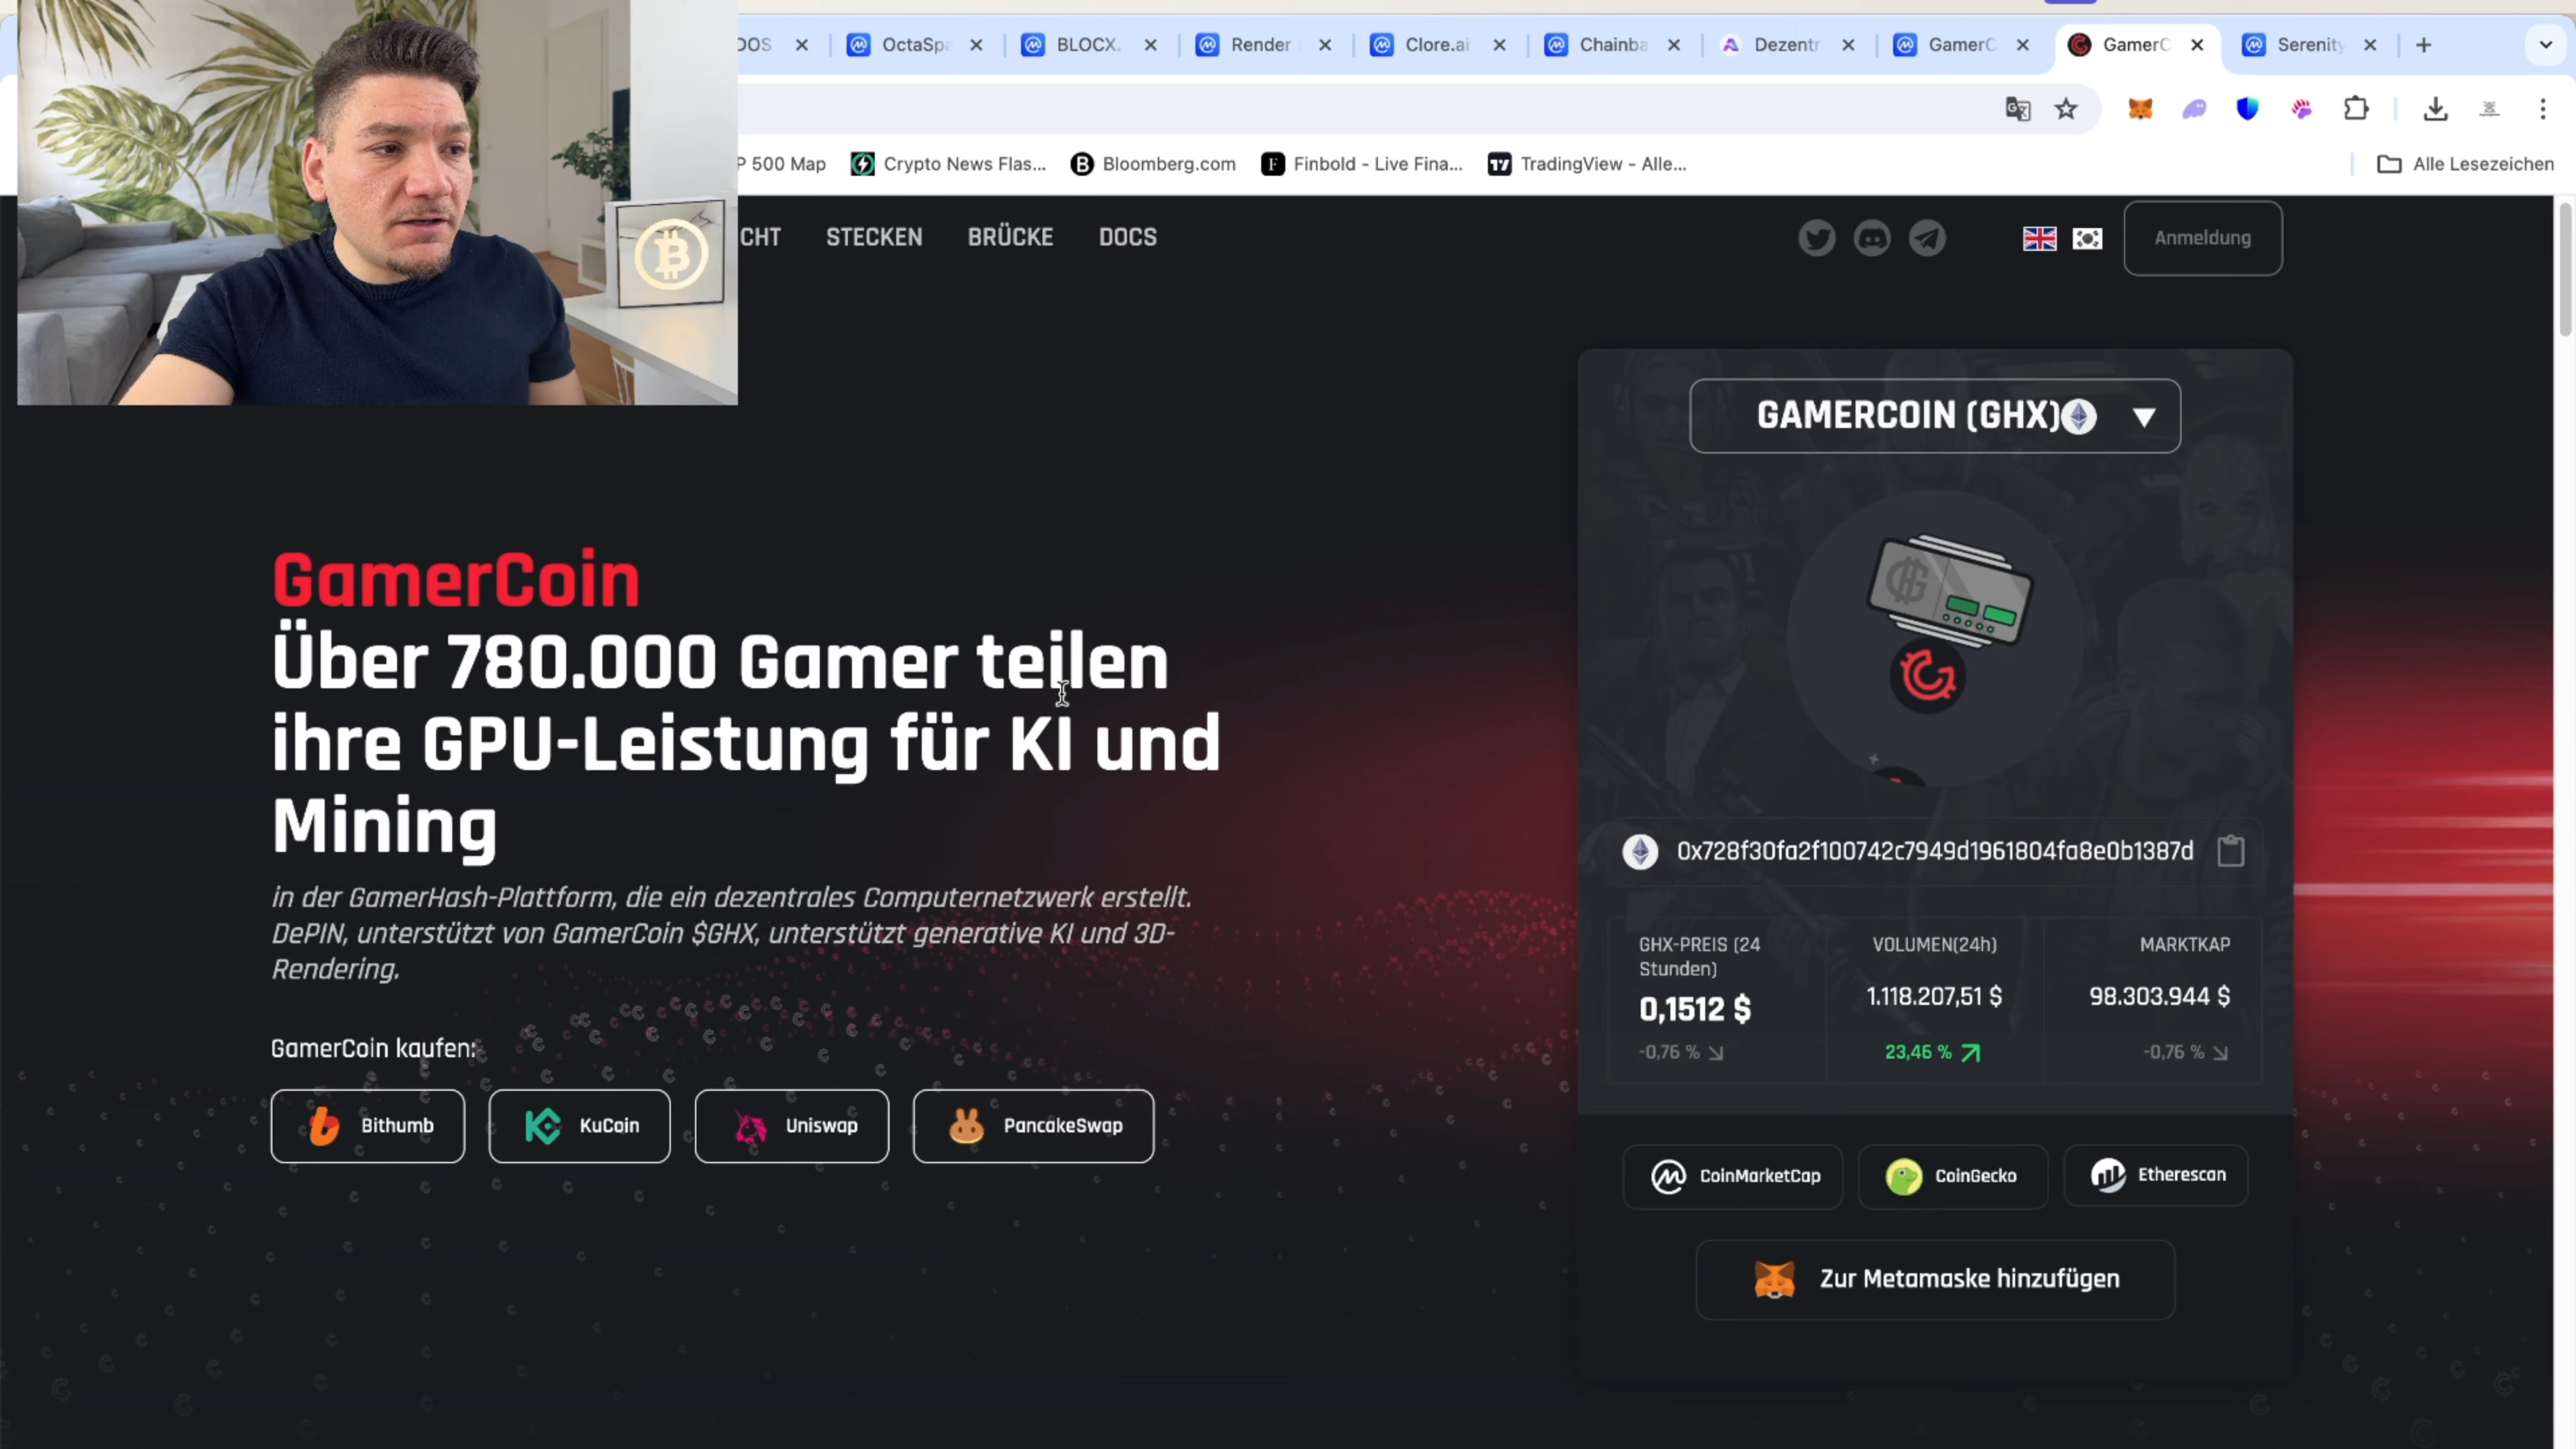 DOS
OctaSpa
BLOCX.
Render
Clore.ai
Chainba
Dezentr
GamerC
GamerC
Serenity
P 500 Map
Crypto News Flas...
Bloomberg.com
Finbold - Live Fina...
TradingView - Alle...
Alle Lesezeichen
CHT
STECKEN
BRÜCKE
DOCS
Anmeldung
GAMERCOIN (GHX)
GamerCoin
Über 780.000 Gamer teilen
ihre GPU-Leistung für KI und
Mining
in der GamerHash-Plattform, die ein dezentrales Computernetzwerk erstellt.
DePIN, unterstützt von GamerCoin $GHX, unterstützt generative KI und 3D-
Rendering.
GamerCoin kaufen:
Bithumb
KuCoin
Uniswap
PancakeSwap
0x728f30fa2f100742c7949d1961804fa8e0b1387d
GHX-PREIS (24
Stunden)
0,1512 $
-0,76 %
VOLUMEN(24h)
1.118.207,51 $
23,46 %
MARKTKAP
98.303.944 $
-0,76 %
CoinMarketCap
CoinGecko
Etherescan
Zur Metamaske hinzufügen